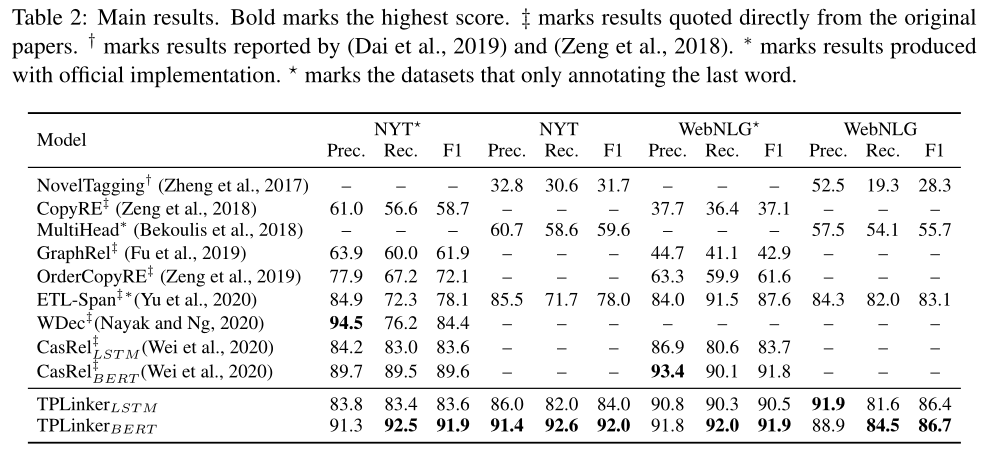 Table 2: Main results. Bold marks the highest score. ‡ marks results quoted directly from the original
papers. † marks results reported by (Dai et al., 2019) and (Zeng et al., 2018). * marks results produced
with official implementation. ⋆ marks the datasets that only annotating the last word.
Model NYT⋆ NYT WebNLG⋆ WebNLG
Prec. Rec. F1 Prec. Rec. F1 Prec. Rec. F1 Prec. Rec. F1
NovelTagging† (Zheng et al., 2017) – – – 32.8 30.6 31.7 – – – 52.5 19.3 28.3
CopyRE‡ (Zeng et al., 2018) 61.0 56.6 58.7 – – – 37.7 36.4 37.1 – – –
MultiHead* (Bekoulis et al., 2018) – – – 60.7 58.6 59.6 – – – 57.5 54.1 55.7
GraphRel‡ (Fu et al., 2019) 63.9 60.0 61.9 – – – 44.7 41.1 42.9 – – –
OrderCopyRE‡ (Zeng et al., 2019) 77.9 67.2 72.1 – – – 63.3 59.9 61.6 – – –
ETL-Span‡*(Yu et al., 2020) 84.9 72.3 78.1 85.5 71.7 78.0 84.0 91.5 87.6 84.3 82.0 83.1
WDec‡(Nayak and Ng, 2020) 94.5 76.2 84.4 – – – – – – – – –
CasRel‡LSTM(Wei et al., 2020) 84.2 83.0 83.6 – – – 86.9 80.6 83.7 – – –
CasRel‡BERT(Wei et al., 2020) 89.7 89.5 89.6 – – – 93.4 90.1 91.8 – – –
TPLinkerLSTM 83.8 83.4 83.6 86.0 82.0 84.0 90.8 90.3 90.5 91.9 81.6 86.4
TPLinkerBERT 91.3 92.5 91.9 91.4 92.6 92.0 91.8 92.0 91.9 88.9 84.5 86.7